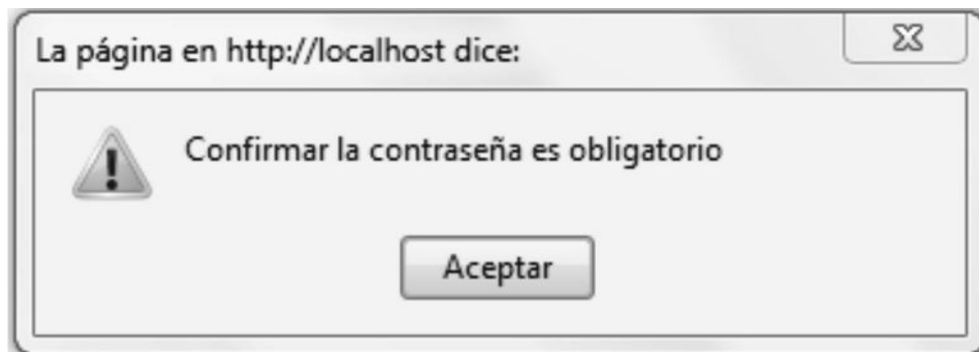 La página en http://localhost dice:
Confirmar la contraseña es obligatorio
Aceptar